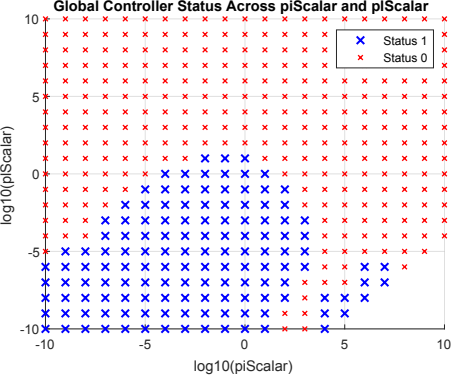 Global Controller Status Across piScalar and plScalar
10
5
0
-5
-10
-10
-5
0
5
10
log10(plScalar)
log10(piScalar)
Status 1
Status 0